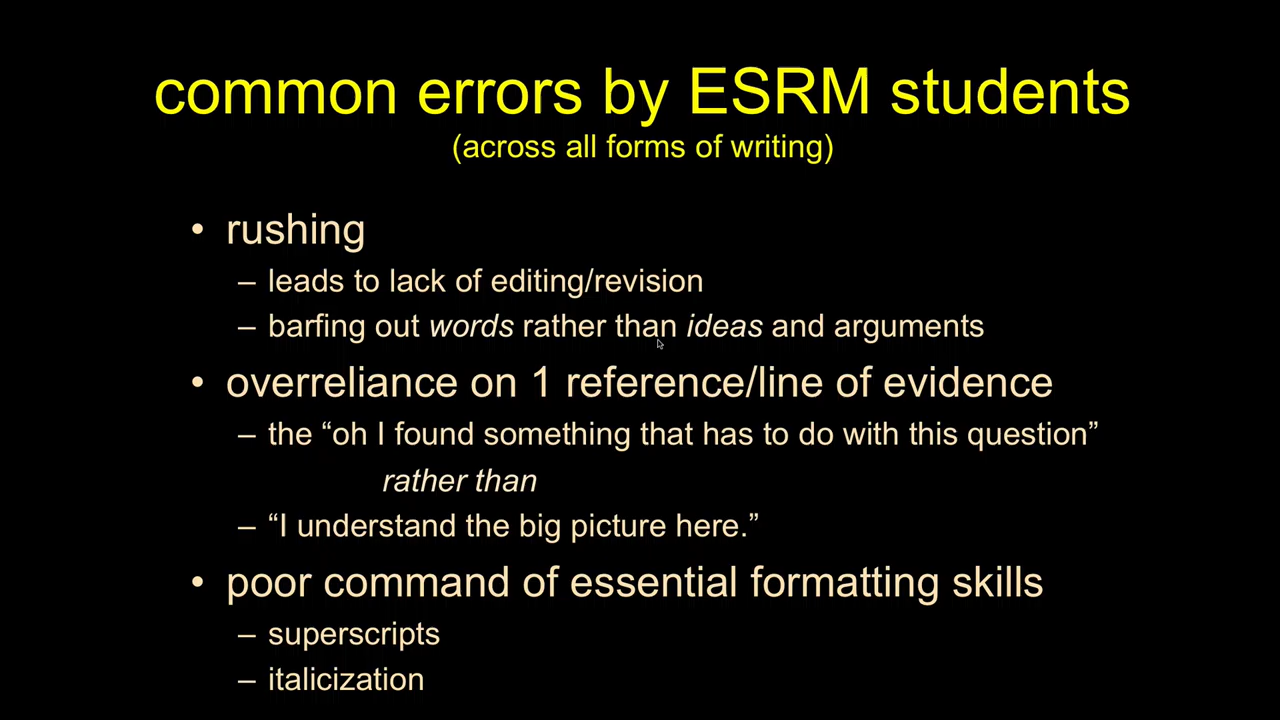 common errors by ESRM students
(across all forms of writing)
• rushing
– leads to lack of editing/revision
– barfing out words rather than ideas and arguments
• overreliance on 1 reference/line of evidence
– the “oh I found something that has to do with this question”
rather than
– “I understand the big picture here.”
• poor command of essential formatting skills
– superscripts
– italicization